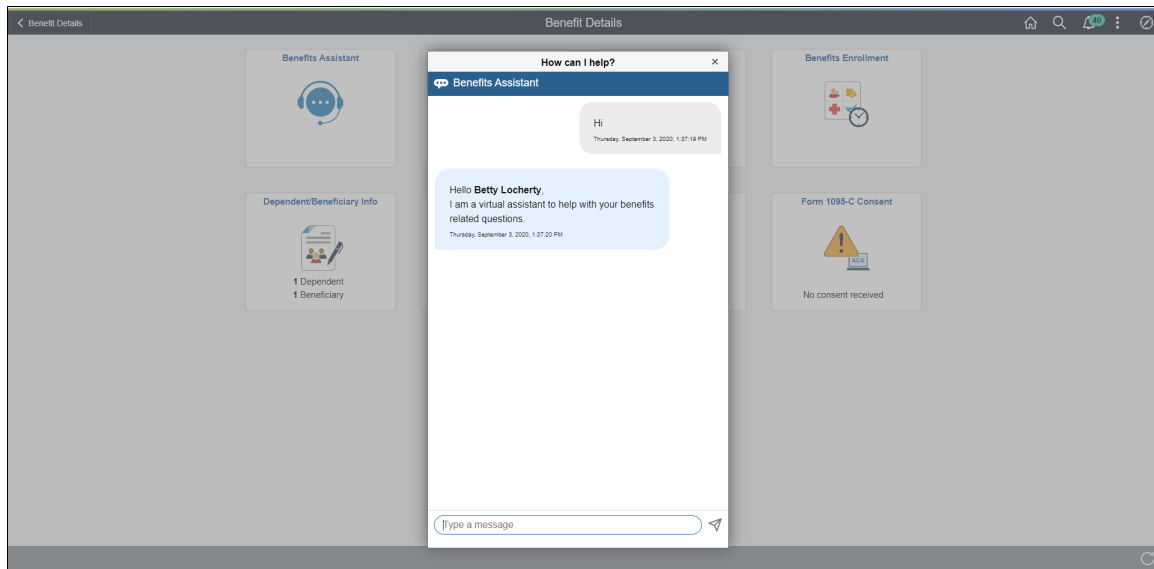 Benefit Details
Benefit Details
40
Benefits Assistant
Benefits Enrollment
Dependent/Beneficiary Info
1 Dependent
1 Beneficiary
Form 1095-C Consent
ACA
No consent received
How can I help?
×
Benefits Assistant
Hi
Thursday, September 3, 2020, 1:37:19 PM
Hello Betty Locherty,
I am a virtual assistant to help with your benefits
related questions.
Thursday, September 3, 2020, 1:37:20 PM
Type a message